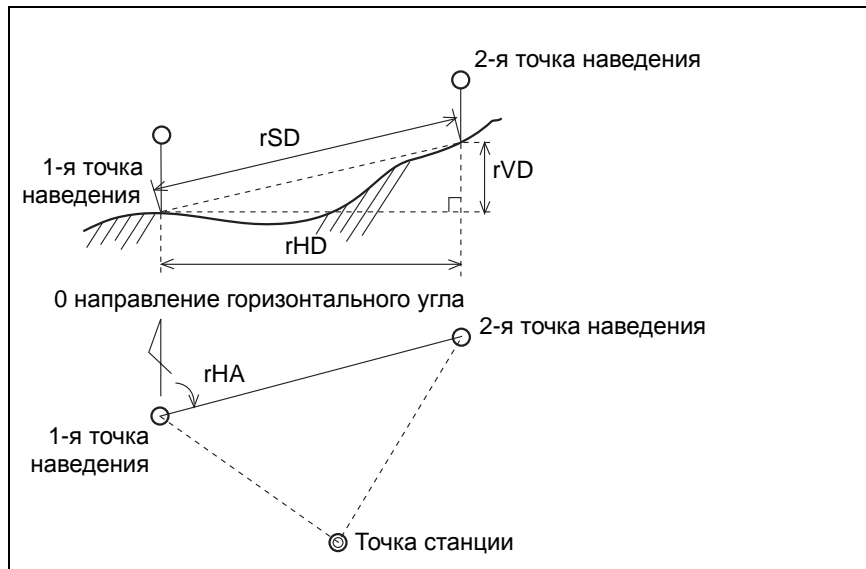 2-я точка наведения
rSD
1-я точка
наведения
rVD
rHD
0 направление горизонтального угла
2-я точка наведения
rHA
1-я точка
наведения
Точка станции